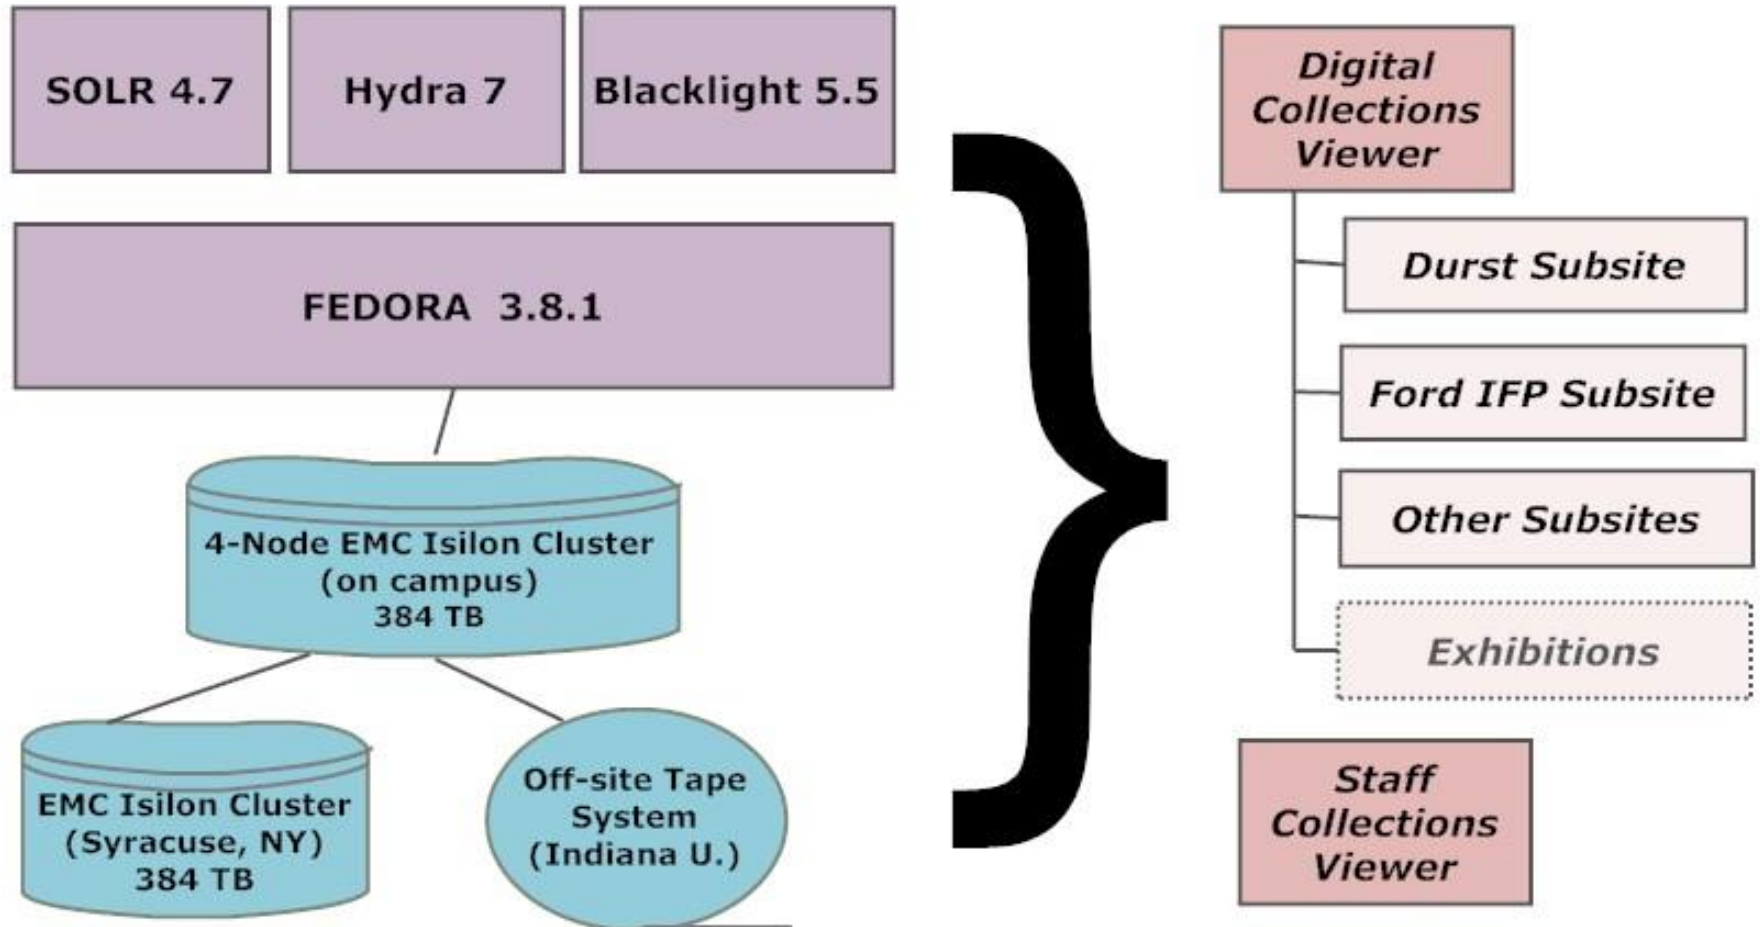 SOLR 4.7
Hydra 7
Blacklight 5.5
FEDORA 3.8.1
4-Node EMC Isilon Cluster
(on campus)
384 TB
EMC Isilon Cluster
(Syracuse, NY)
384 TB
Off-site Tape
System
(Indiana U.)
}
Digital
Collections
Viewer
Durst Subsite
Ford IFP Subsite
Other Subsites
Exhibitions
Staff
Collections
Viewer